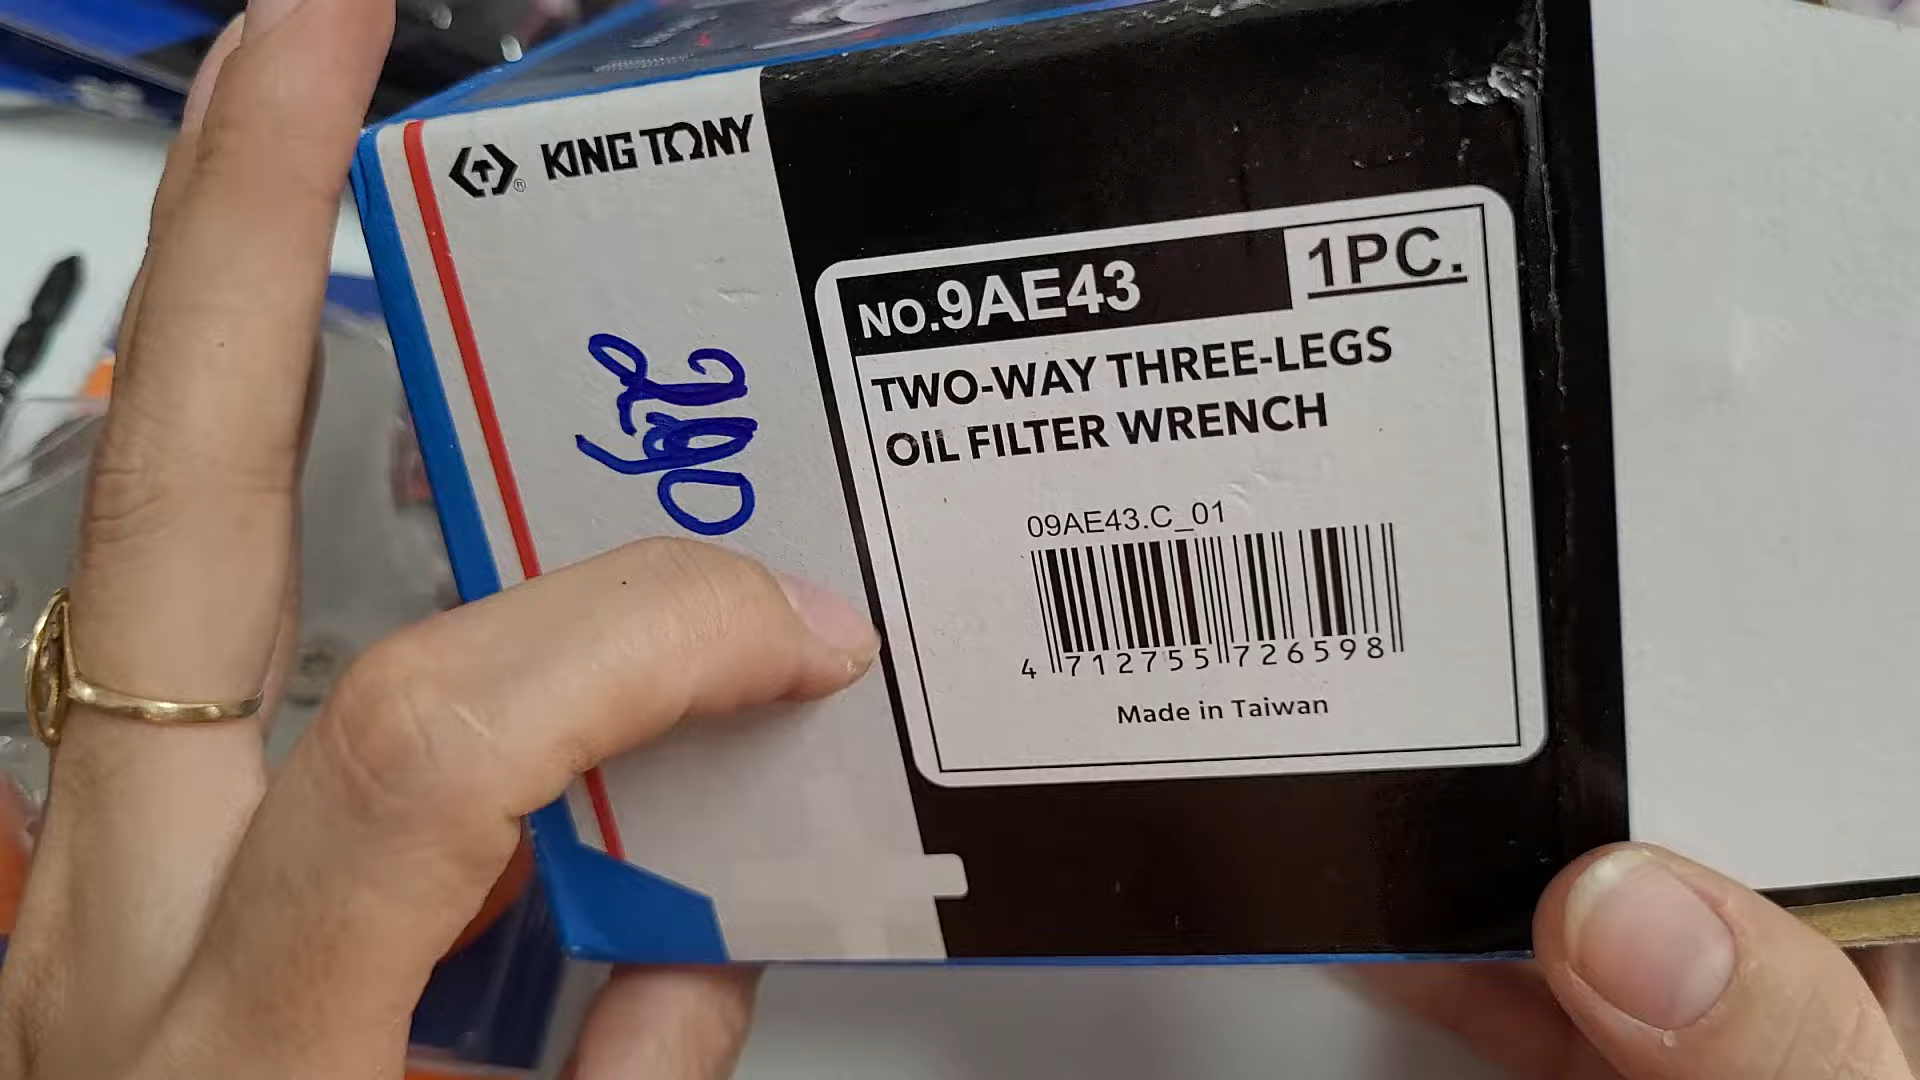 KING TONY
NO.9AE43
1PC.
TWO-WAY THREE-LEGS
OIL FILTER WRENCH
09AE43.C_01
4 712755 726598
Made in Taiwan